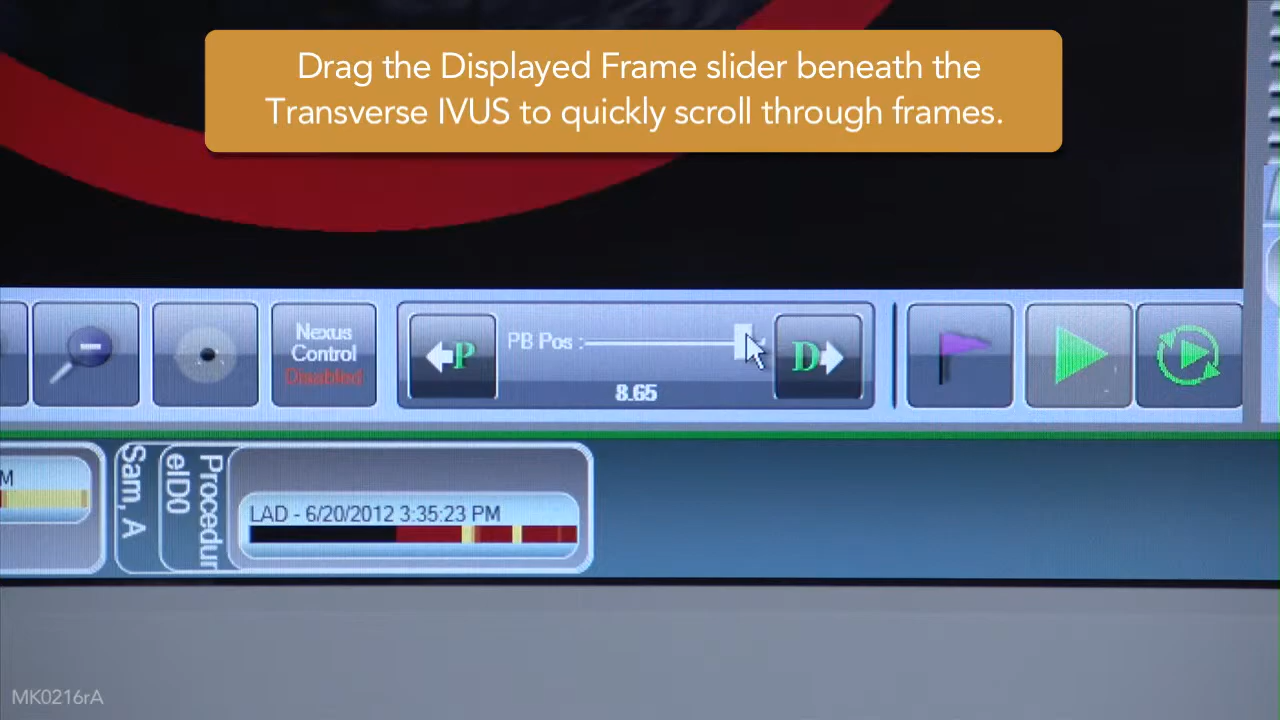 Drag the Displayed Frame slider beneath the
Transverse IVUS to quickly scroll through frames.
Nexus
Control
Disabled
P
PB Pos :
8.65
D
M
Sam, A
Procedur
eID0
LAD - 6/20/2012 3:35:23 PM
MK0216rA